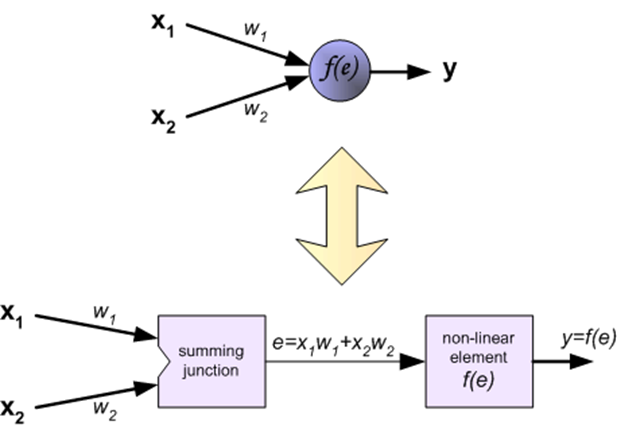 x₁
w₁
f(e)
y
x₂
w₂
x₁
w₁
summing
junction
e=x₁w₁+x₂w₂
non-linear
element
f(e)
y=f(e)
x₂
w₂